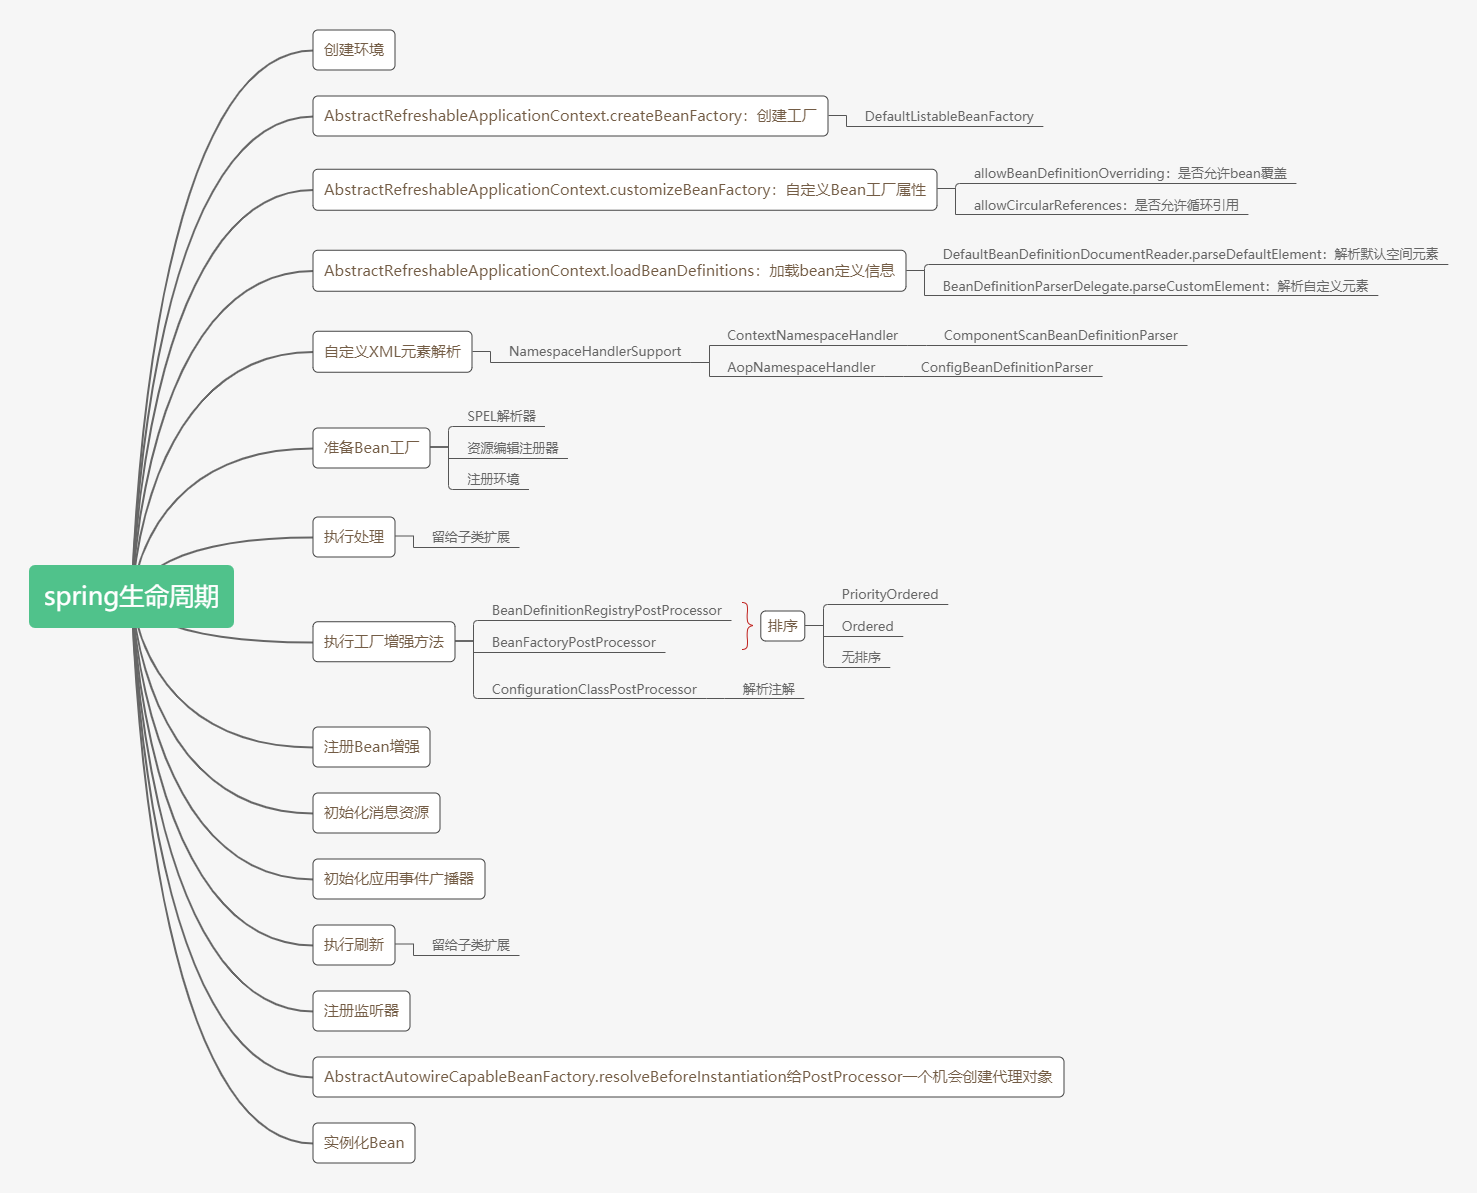 spring生命周期
创建环境
AbstractRefreshableApplicationContext.createBeanFactory：创建工厂
DefaultListableBeanFactory
AbstractRefreshableApplicationContext.customizeBeanFactory：自定义Bean工厂属性
allowBeanDefinitionOverriding：是否允许bean覆盖
allowCircularReferences：是否允许循环引用
AbstractRefreshableApplicationContext.loadBeanDefinitions：加载bean定义信息
DefaultBeanDefinitionDocumentReader.parseDefaultElement：解析默认空间元素
BeanDefinitionParserDelegate.parseCustomElement：解析自定义元素
自定义XML元素解析
NamespaceHandlerSupport
ContextNamespaceHandler
ComponentScanBeanDefinitionParser
AopNamespaceHandler
ConfigBeanDefinitionParser
准备Bean工厂
SPEL解析器
资源编辑注册器
注册环境
执行处理
留给子类扩展
执行工厂增强方法
BeanDefinitionRegistryPostProcessor
BeanFactoryPostProcessor
排序
PriorityOrdered
Ordered
无排序
ConfigurationClassPostProcessor
解析注解
注册Bean增强
初始化消息资源
初始化应用事件广播器
执行刷新
留给子类扩展
注册监听器
AbstractAutowireCapableBeanFactory.resolveBeforeInstantiation给PostProcessor一个机会创建代理对象
实例化Bean